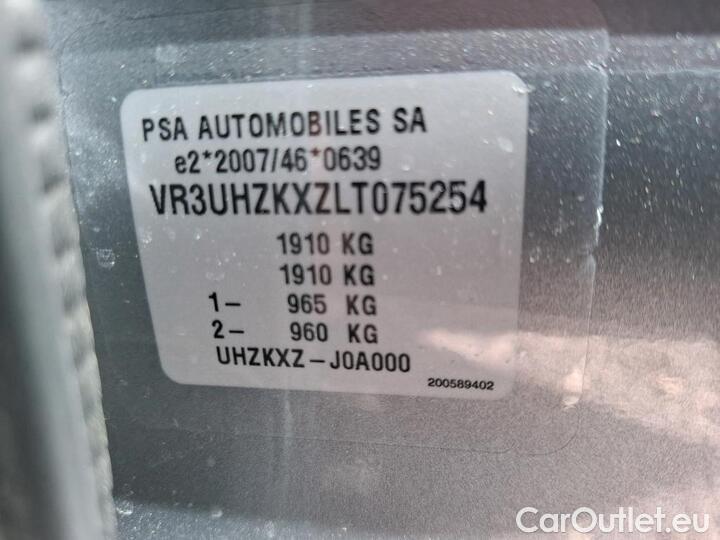 PSA AUTOMOBILES SA
e2*2007/46*0639
VR3UHZKXZLT075254
1910 KG
1910 KG
1- 965 KG
2- 960 KG
UHZKXZ-J0A000
200589402
CarOutlet.eu